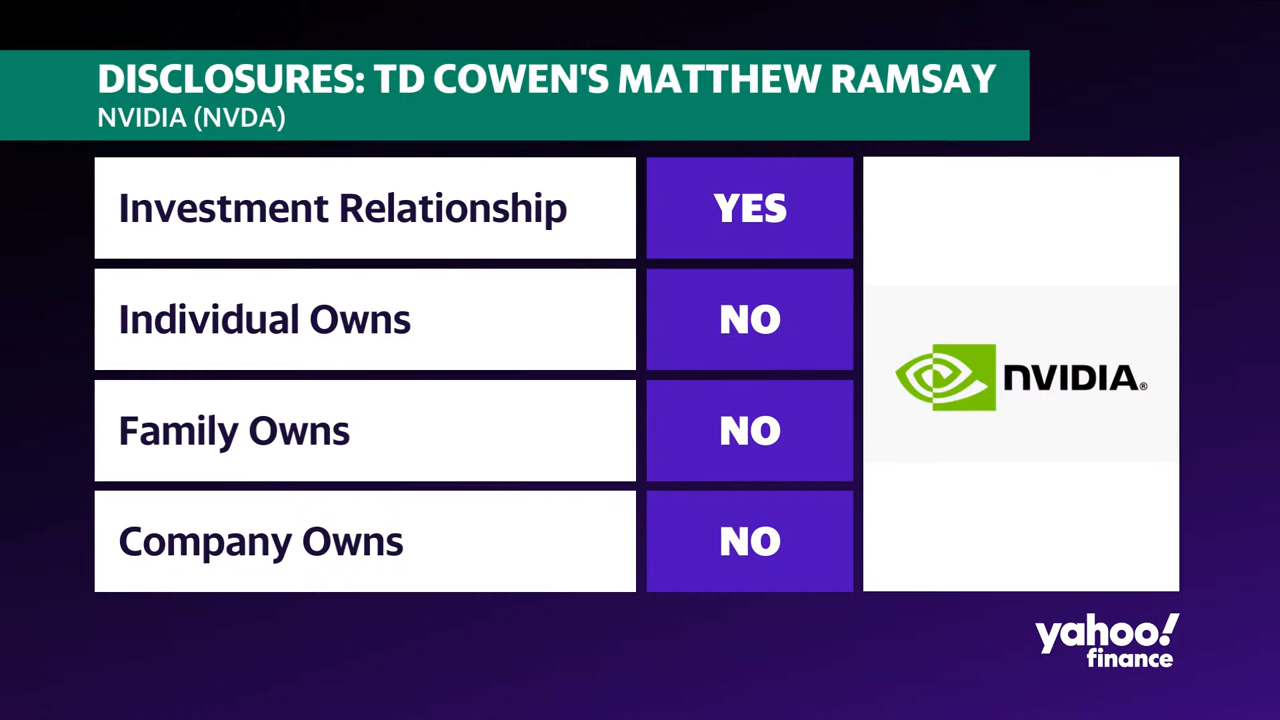 DISCLOSURES: TD COWEN'S MATTHEW RAMSAY
NVIDIA (NVDA)
Investment Relationship YES
Individual Owns NO
Family Owns NO
Company Owns NO
NVIDIA®
yahoo!
finance